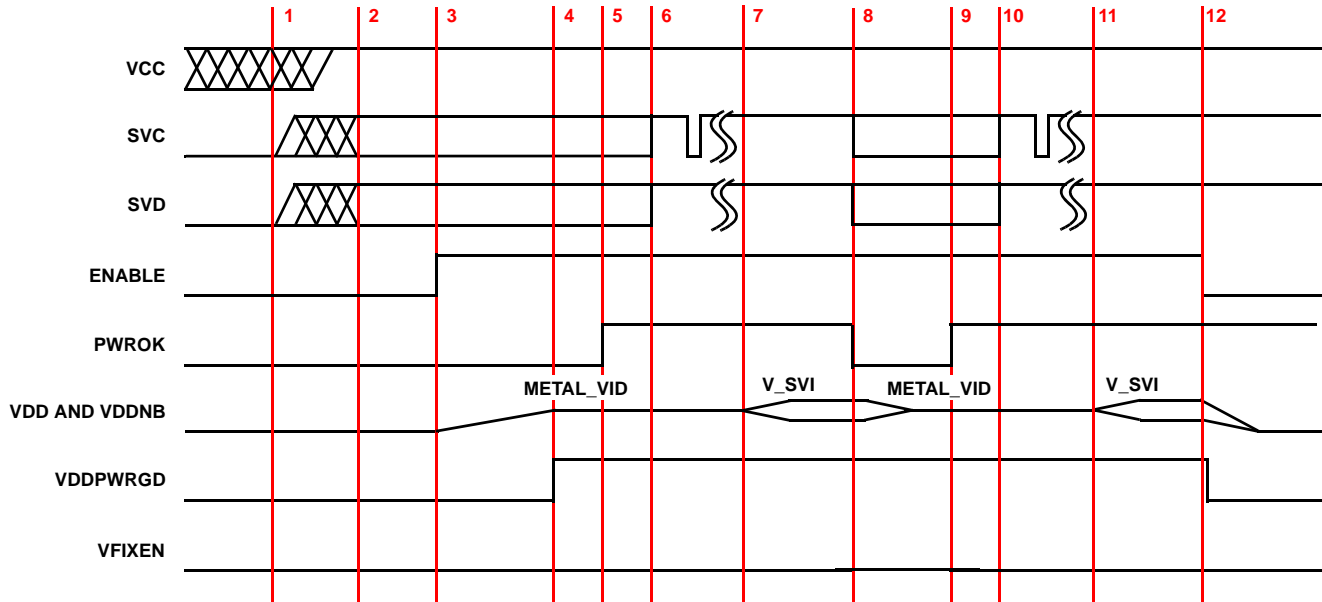 1 2 3 4 5 6 7 8 9 10 11 12
VCC
SVC
SVD
ENABLE
PWROK
METAL_VID V_SVI METAL_VID V_SVI
VDD AND VDDNB
VDDPWRGD
VFIXEN